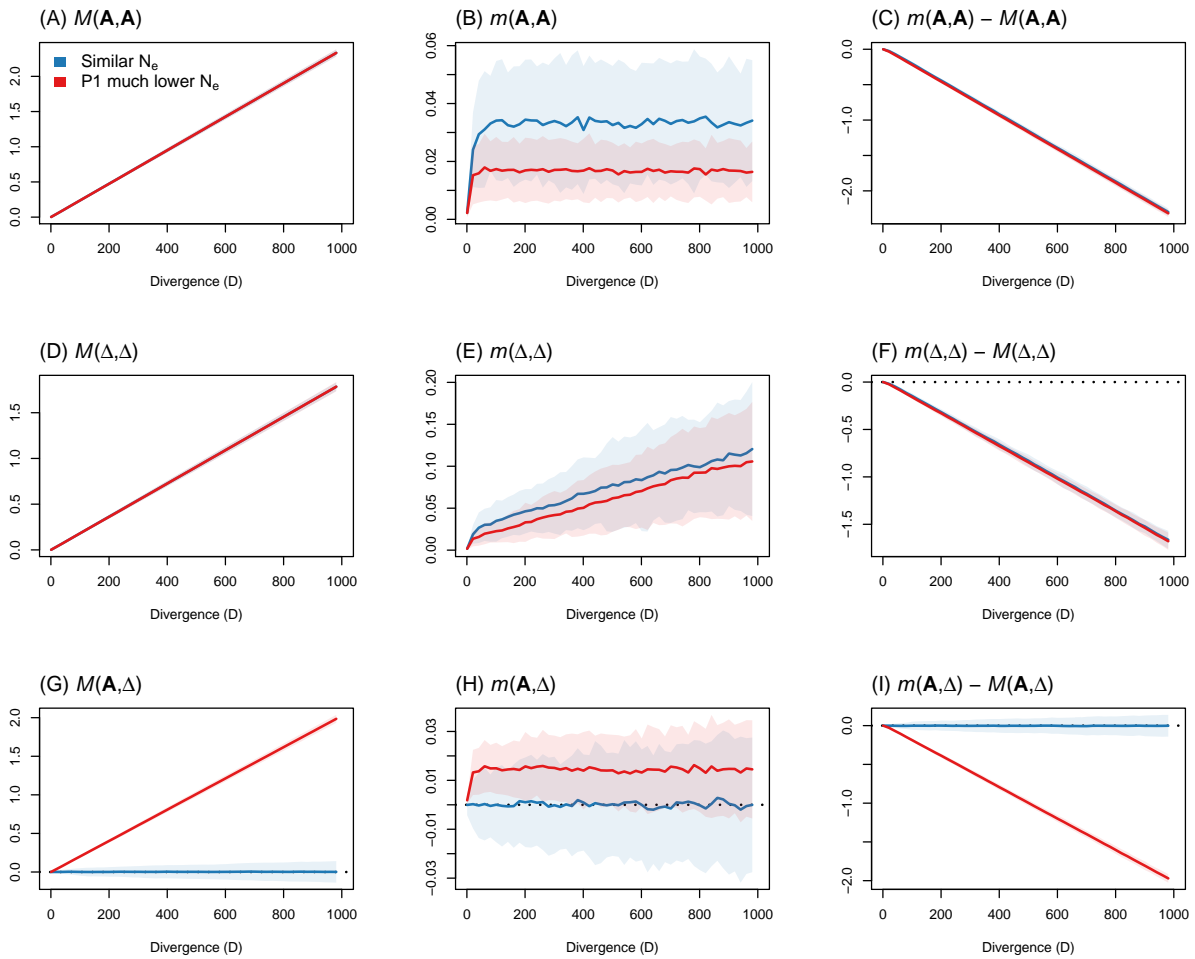 (A) M(A,A)
(B) m(A,A)
(C) m(A,A) − M(A,A)
Similar Nₑ
P1 much lower Nₑ
0.0 0.5 1.0 1.5 2.0
0 200 400 600 800 1000
Divergence (D)
0.00 0.02 0.04 0.06
0 200 400 600 800 1000
Divergence (D)
−2.0 −1.0 0.0
0 200 400 600 800 1000
Divergence (D)
(D) M(Δ,Δ)
(E) m(Δ,Δ)
(F) m(Δ,Δ) − M(Δ,Δ)
0.0 0.5 1.0 1.5
0 200 400 600 800 1000
Divergence (D)
0.00 0.05 0.10 0.15 0.20
0 200 400 600 800 1000
Divergence (D)
−1.5 −1.0 −0.5 0.0
0 200 400 600 800 1000
Divergence (D)
(G) M(A,Δ)
(H) m(A,Δ)
(I) m(A,Δ) − M(A,Δ)
0.0 0.5 1.0 1.5 2.0
0 200 400 600 800 1000
Divergence (D)
−0.03 −0.01 0.01 0.03
0 200 400 600 800 1000
Divergence (D)
−2.0 −1.0 0.0
0 200 400 600 800 1000
Divergence (D)